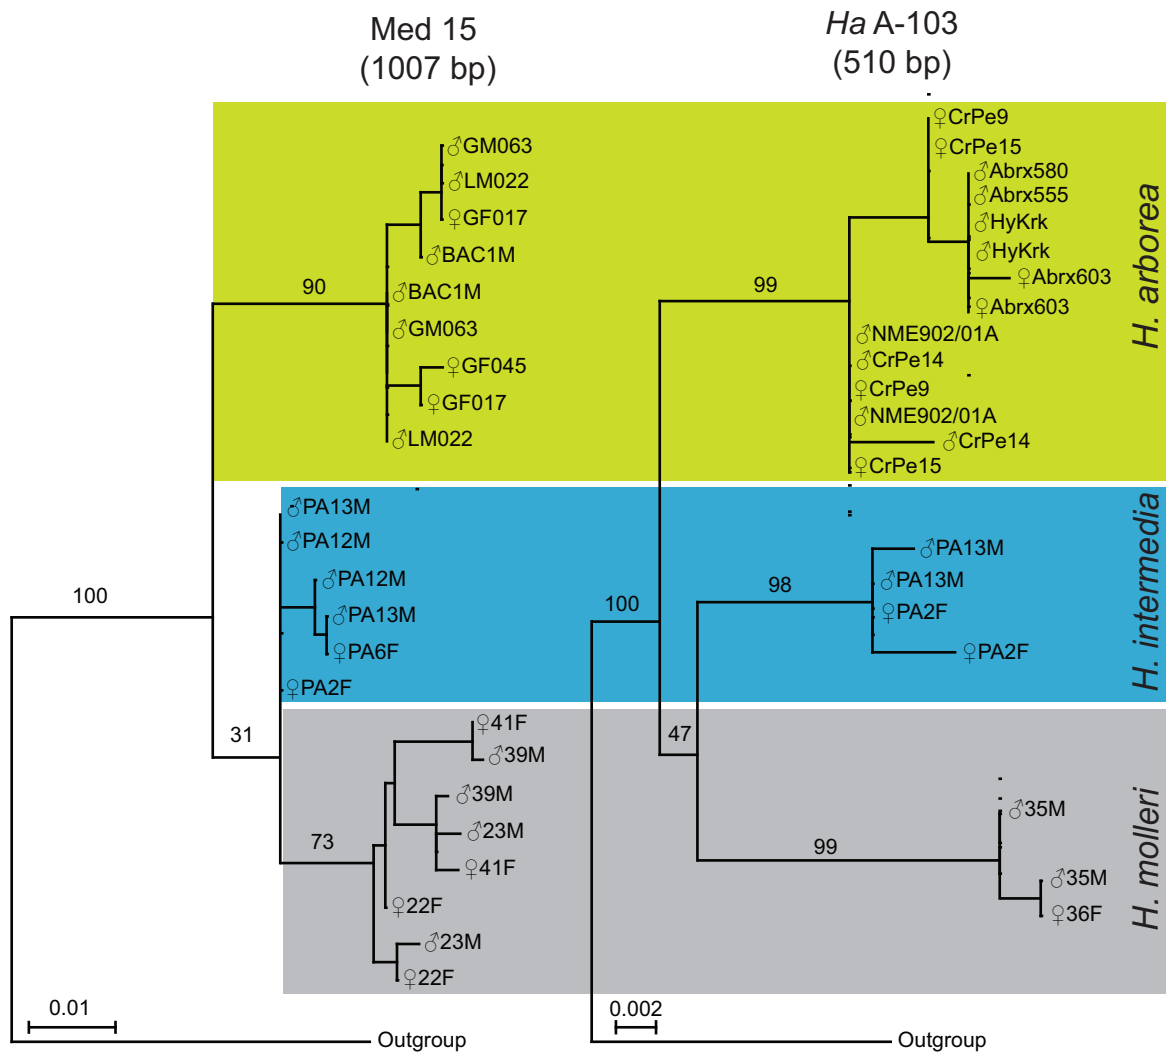 Med 15
(1007 bp)
Ha A-103
(510 bp)
♂GM063
♂LM022
♀GF017
♂BAC1M
90
♂BAC1M
♂GM063
♀GF045
♀GF017
♂LM022
♂PA13M
♂PA12M
♂PA12M
♂PA13M
♀PA6F
♀PA2F
100
31
♀41F
♂39M
♂39M
♂23M
♀41F
73
♀22F
♂23M
♀22F
0.01
Outgroup
♀CrPe9
♀CrPe15
♂Abrx580
♂Abrx555
♂HyKrk
♂HyKrk
♀Abrx603
♀Abrx603
99
♂NME902/01A
♂CrPe14
♀CrPe9
♂NME902/01A
♂CrPe14
♀CrPe15
♂PA13M
98
♂PA13M
♀PA2F
♀PA2F
100
47
♂35M
99
♂35M
♀36F
0.002
Outgroup
H. arborea
H. intermedia
H. molleri